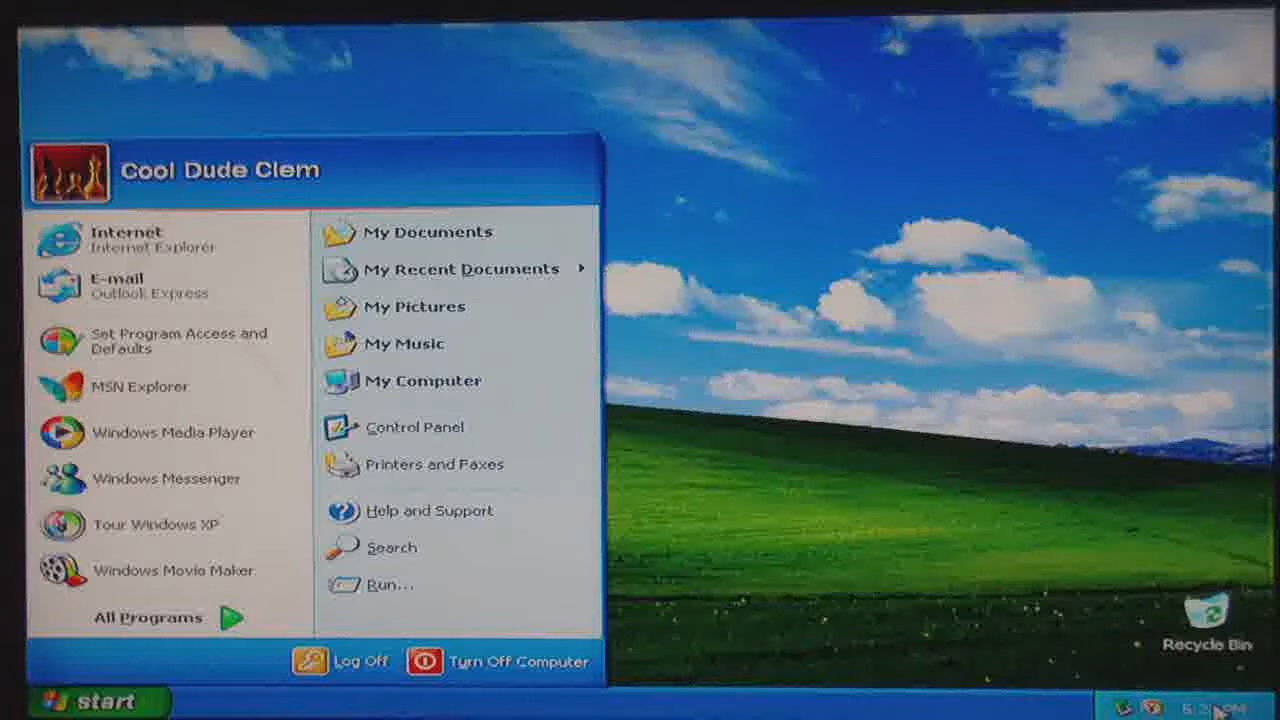 Cool Dude Clem
Internet
Internet Explorer
E-mail
Outlook Express
Set Program Access and
Defaults
MSN Explorer
Windows Media Player
Windows Messenger
Tour Windows XP
Windows Movie Maker
All Programs
My Documents
My Recent Documents
My Pictures
My Music
My Computer
Control Panel
Printers and Faxes
Help and Support
Search
Run...
Log Off
Turn Off Computer
Recycle Bin
start
PM